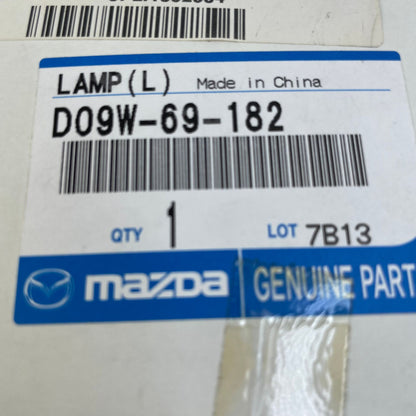 LAMP(L) Made in China
D09W-69-182
QTY 1 LOT 7B13
mazda GENUINE PART